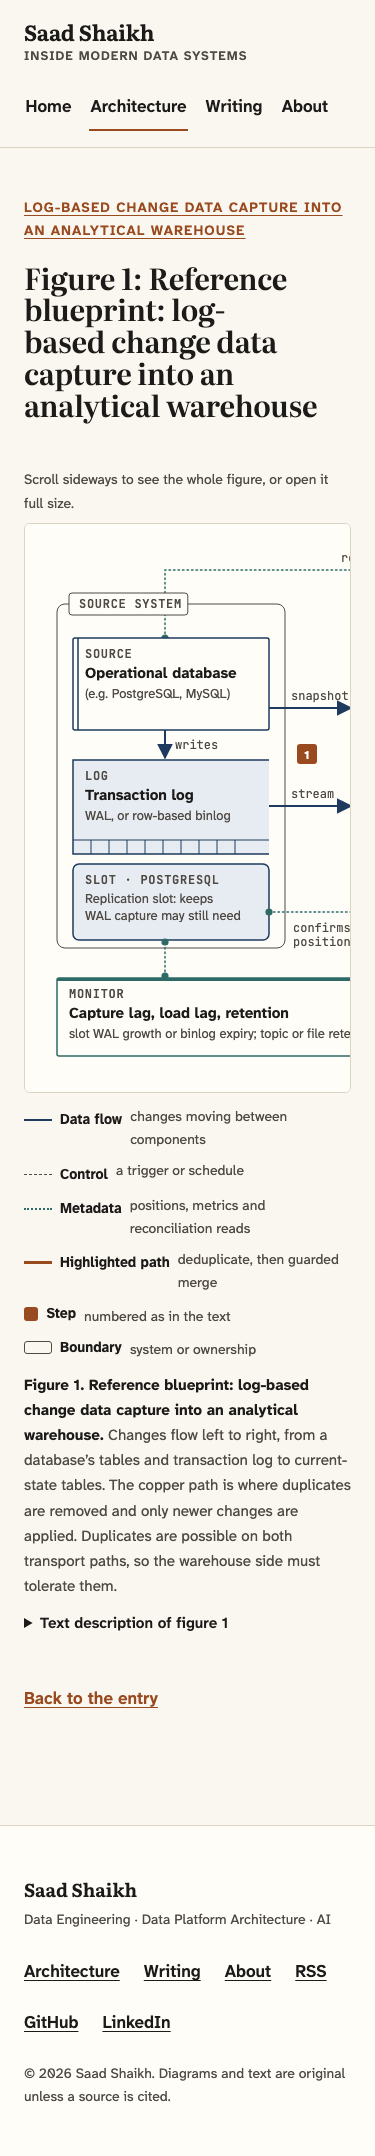 Saad Shaikh
INSIDE MODERN DATA SYSTEMS
Home Architecture Writing About
LOG-BASED CHANGE DATA CAPTURE INTO
AN ANALYTICAL WAREHOUSE
Figure 1: Reference
blueprint: log-
based change data
capture into an
analytical warehouse
Scroll sideways to see the whole figure, or open it
full size.
SOURCE SYSTEM
SOURCE
Operational database
(e.g. PostgreSQL, MySQL)
snapshot
writes
1
LOG
Transaction log
WAL, or row-based binlog
stream
SLOT · POSTGRESQL
Replication slot: keeps
WAL capture may still need
confirms
position
MONITOR
Capture lag, load lag, retention
slot WAL growth or binlog expiry; topic or file
Data flow changes moving between
components
Control a trigger or schedule
Metadata positions, metrics and
reconciliation reads
Highlighted path deduplicate, then guarded
merge
Step numbered as in the text
Boundary system or ownership
Figure 1. Reference blueprint: log-based
change data capture into an analytical
warehouse. Changes flow left to right, from a
database’s tables and transaction log to current-
state tables. The copper path is where duplicates
are removed and only newer changes are
applied. Duplicates are possible on both
transport paths, so the warehouse side must
tolerate them.
Text description of figure 1
Back to the entry
Saad Shaikh
Data Engineering · Data Platform Architecture · AI
Architecture Writing About RSS
GitHub LinkedIn
© 2026 Saad Shaikh. Diagrams and text are original
unless a source is cited.